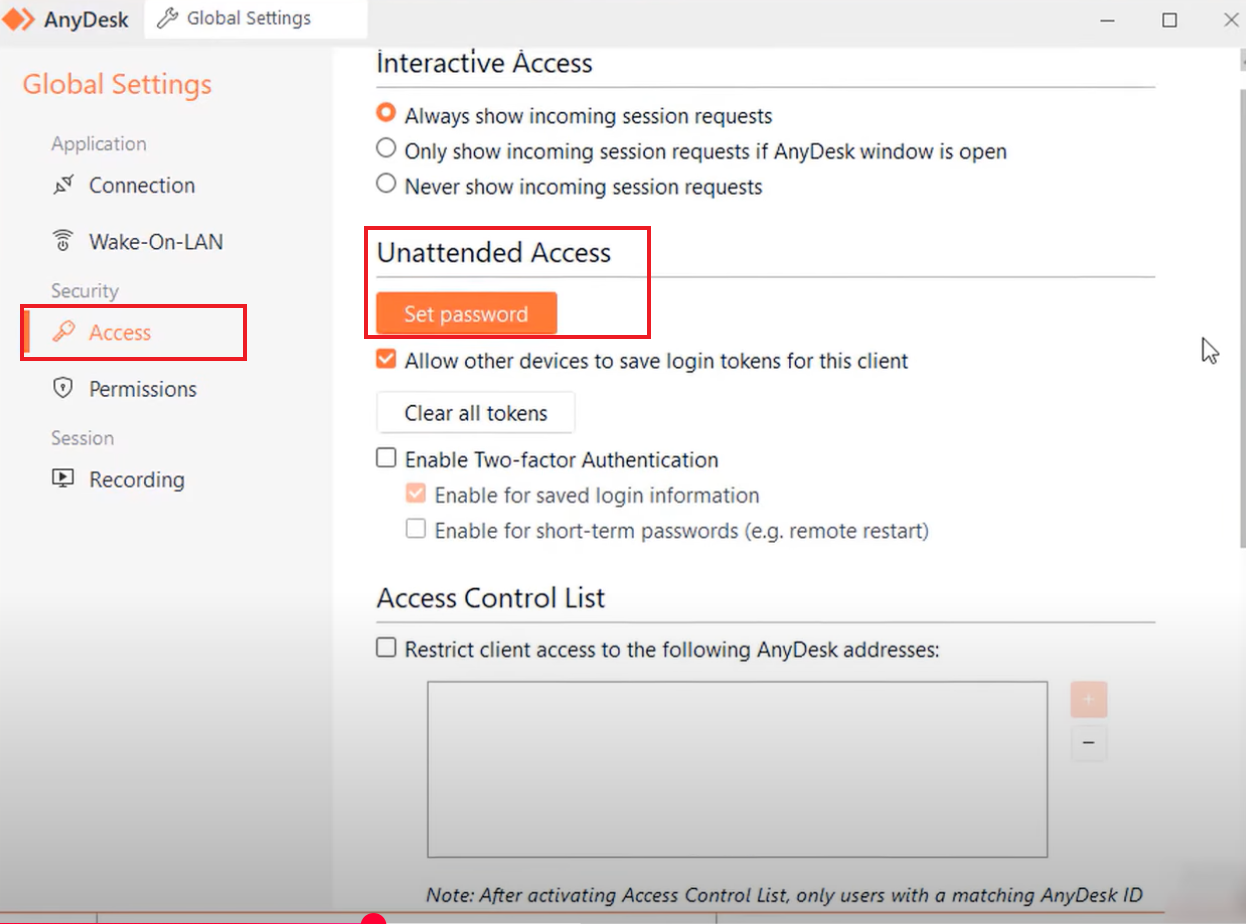 AnyDesk
Global Settings
Global Settings
Application
Connection
Wake-On-LAN
Security
Access
Permissions
Session
Recording
Interactive Access
Always show incoming session requests
Only show incoming session requests if AnyDesk window is open
Never show incoming session requests
Unattended Access
Set password
Allow other devices to save login tokens for this client
Clear all tokens
Enable Two-factor Authentication
Enable for saved login information
Enable for short-term passwords (e.g. remote restart)
Access Control List
Restrict client access to the following AnyDesk addresses:
+
−
Note: After activating Access Control List, only users with a matching AnyDesk ID